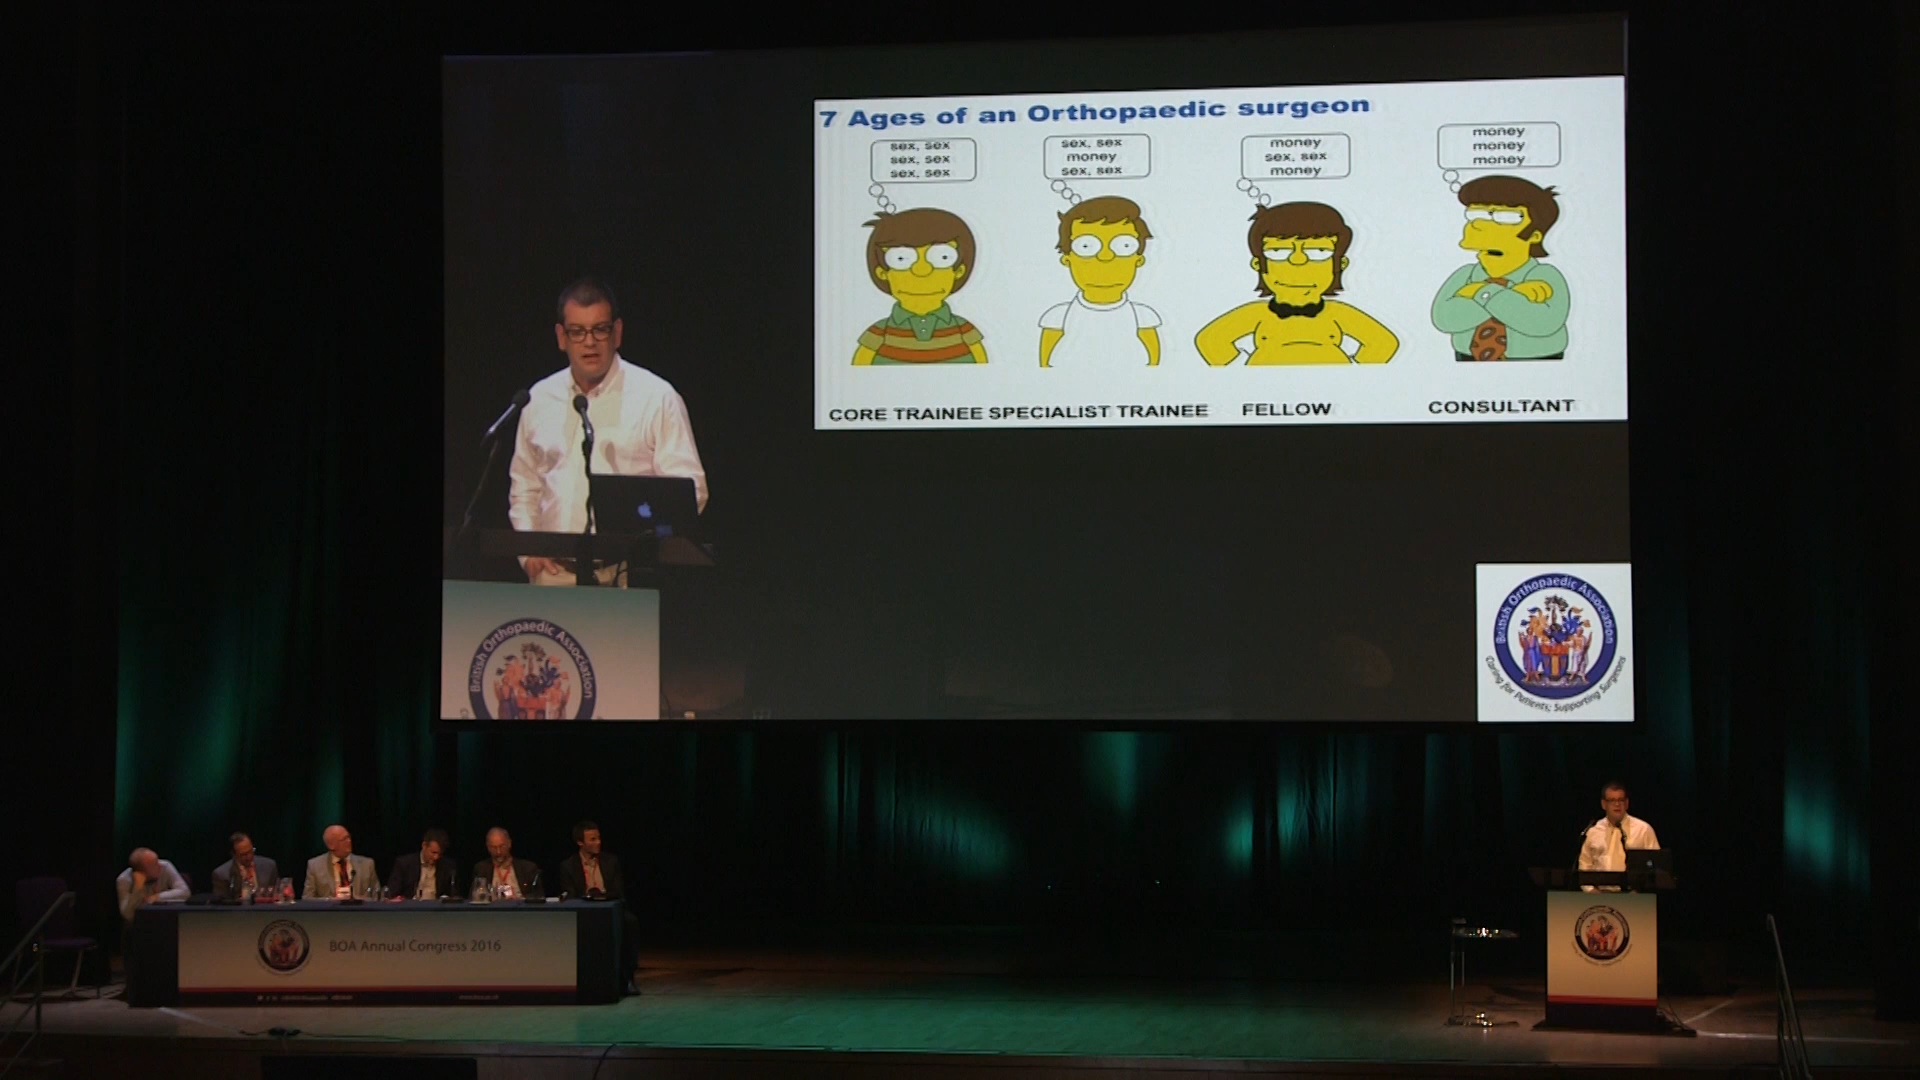 7 Ages of an Orthopaedic surgeon
sex, sex
sex, sex
sex, sex
sex, sex
money
sex, sex
money
sex, sex
money
money
money
money
CORE TRAINEE
SPECIALIST TRAINEE
FELLOW
CONSULTANT
British Orthopaedic Association
British Orthopaedic Association
Caring for Patients; Supporting Surgeons
BOA Annual Congress 2016